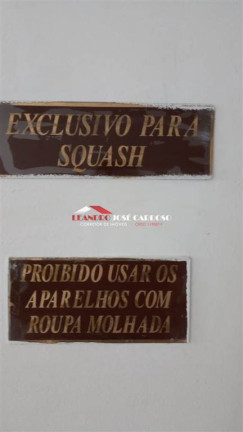 EXCLUSIVO PARA
SQUASH
LEANDRO JOSÉ CARDOSO
PROIBIDO USAR OS
APARELHOS COM
ROUPA MOLHADA